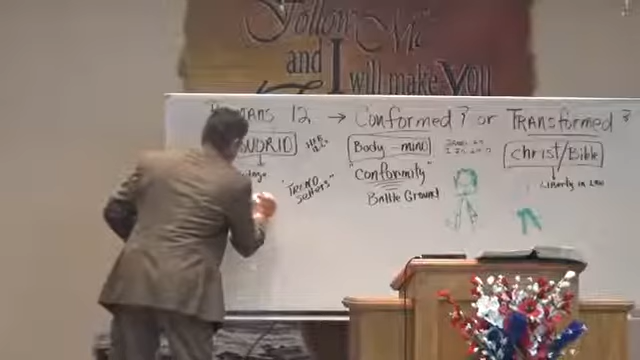 Follow Me
and I
will make You
Romans 12 → Conformed? or Transformed?
WORLD
Body - mind
Christ/Bible
"Trend
Setters"
"Conformity"
Battle Ground
Liberty in